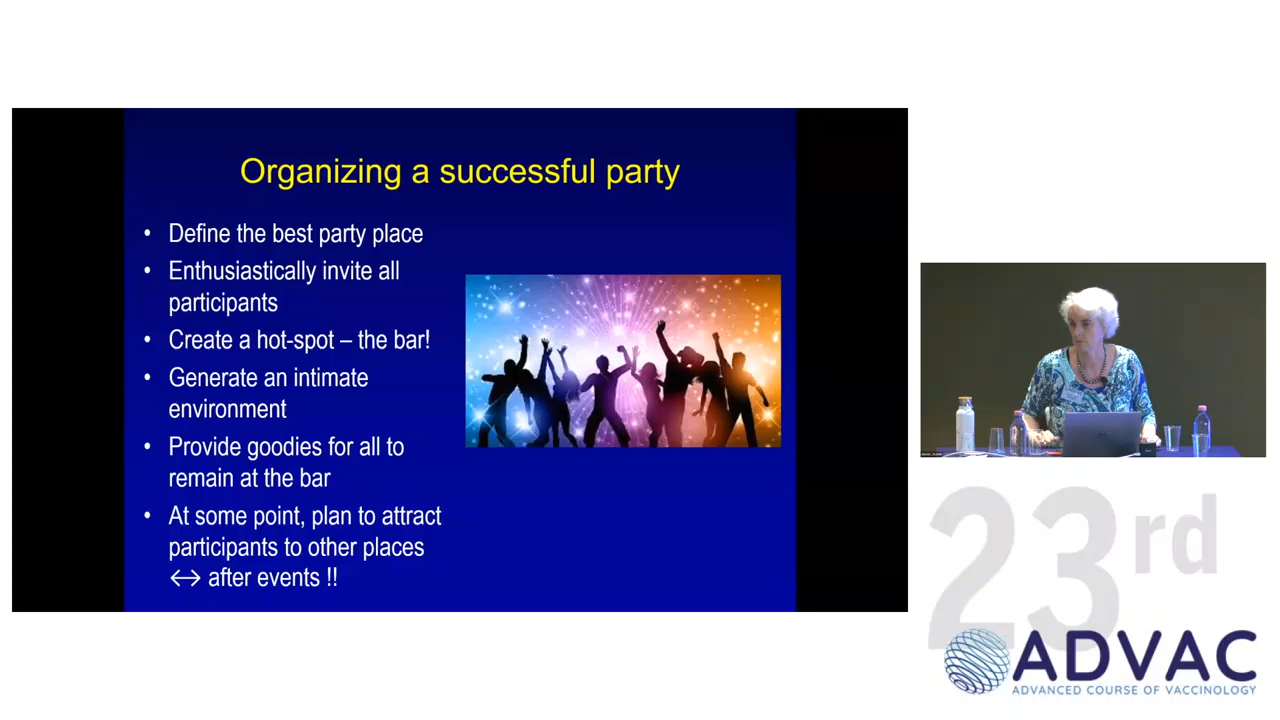 Organizing a successful party
• Define the best party place
• Enthusiastically invite all
participants
• Create a hot-spot – the bar!
• Generate an intimate
environment
• Provide goodies for all to
remain at the bar
• At some point, plan to attract
participants to other places
↔ after events !!
23rd
ADVAC
ADVANCED COURSE OF VACCINOLOGY